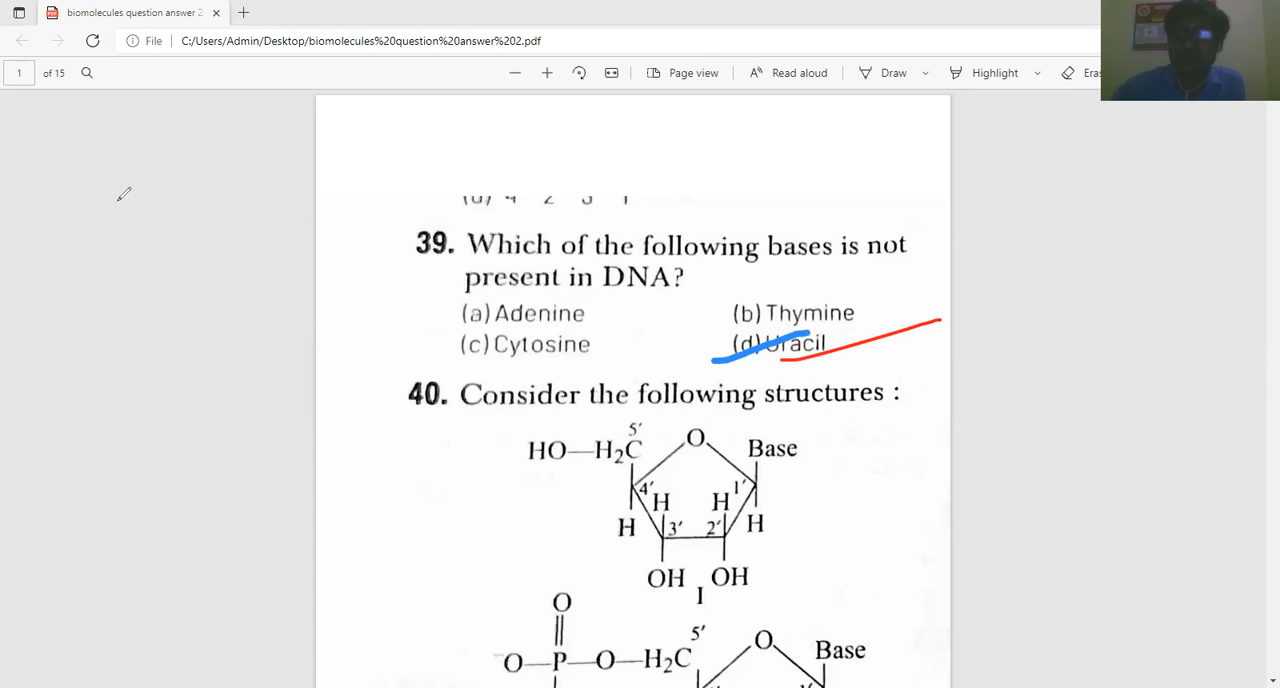 biomolecules question answer 2
File | C:/Users/Admin/Desktop/biomolecules%20question%20answer%202.pdf
1 of 15 Page view Read aloud Draw Highlight Eras
39. Which of the following bases is not
present in DNA?
(a) Adenine (b) Thymine
(c) Cytosine (d) Uracil
40. Consider the following structures :
5'
HO—H₂C O Base
4' H H 1'
H 3' 2' H
OH OH
I
O
5'
⁻O—P—O—H₂C O Base